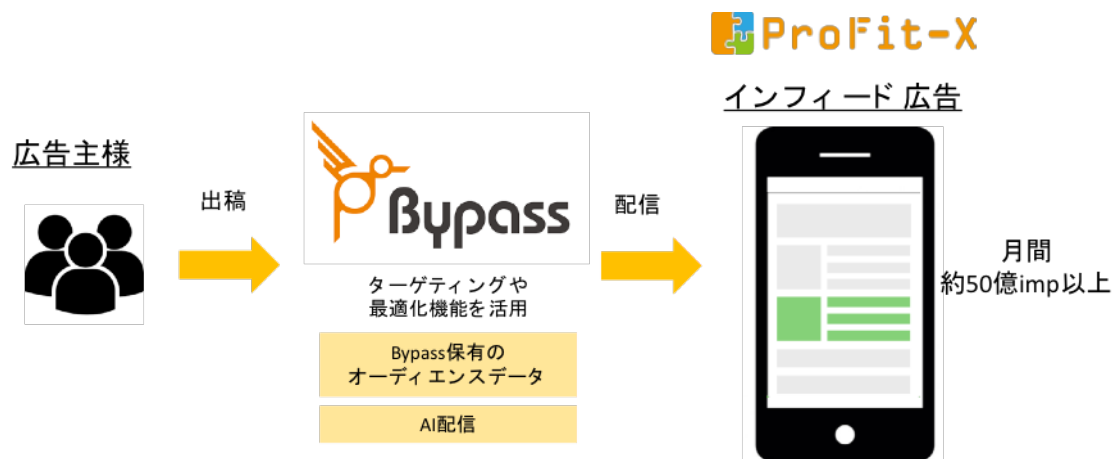 広告主様
出稿
Bypass
ターゲティングや
最適化機能を活用
Bypass保有の
オーディエンスデータ
AI配信
配信
ProFit-X
インフィード広告
月間
約50億imp以上